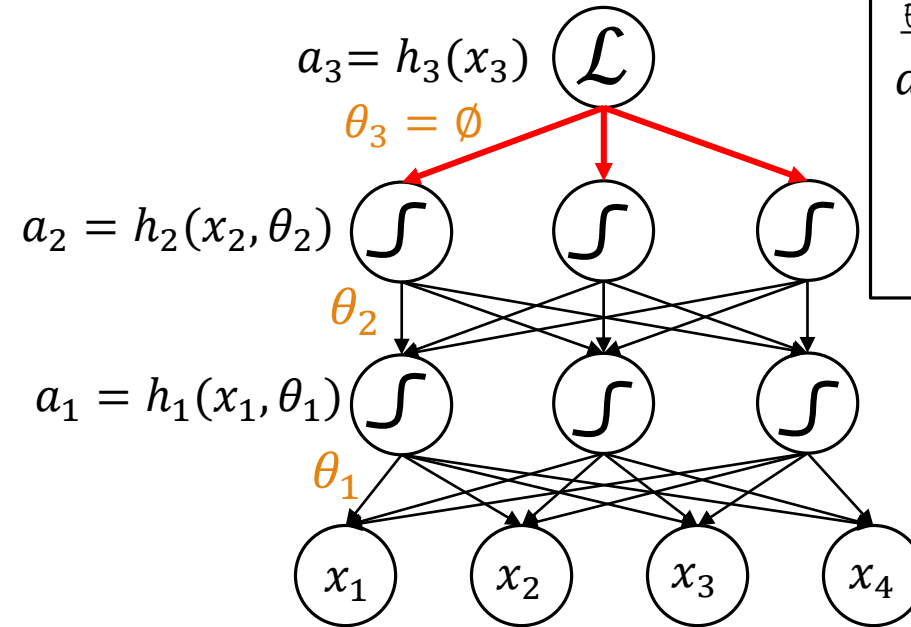 a₃= h₃(x₃)
ℒ
θ₃ = ∅
a₂ = h₂(x₂, θ₂)
θ₂
a₁ = h₁(x₁, θ₁)
θ₁
x₁ x₂ x₃ x₄